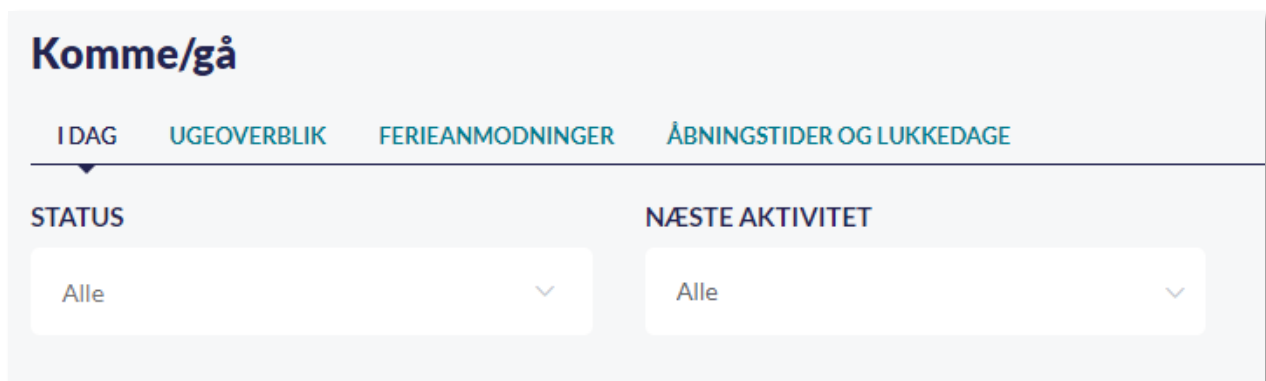 Komme/gå
I DAG UGEOVERBLIK FERIEANMODNINGER ÅBNINGSTIDER OG LUKKEDAGE
STATUS NÆSTE AKTIVITET
Alle Alle